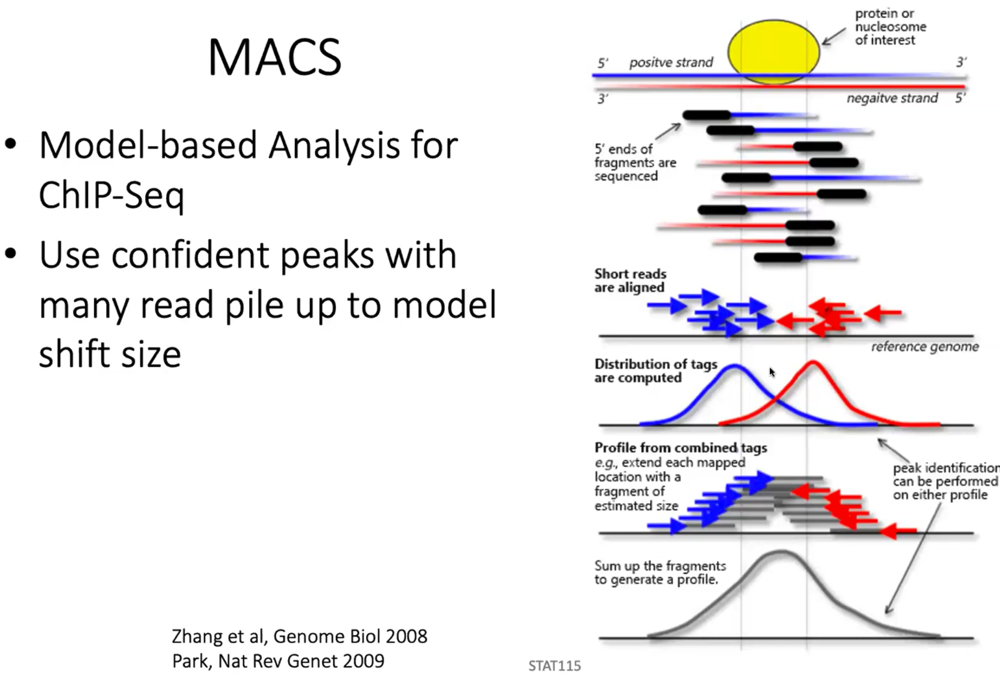 MACS
• Model-based Analysis for
ChIP-Seq
• Use confident peaks with
many read pile up to model
shift size
Zhang et al, Genome Biol 2008
Park, Nat Rev Genet 2009
STAT115
protein or
nucleosome
of interest
5′ positve strand 3′
3′ negaitve strand 5′
5′ ends of
fragments are
sequenced
Short reads
are aligned
reference genome
Distribution of tags
are computed
Profile from combined tags
e.g., extend each mapped
location with a
fragment of
estimated size
peak identification
can be performed
on either profile
Sum up the fragments
to generate a profile.